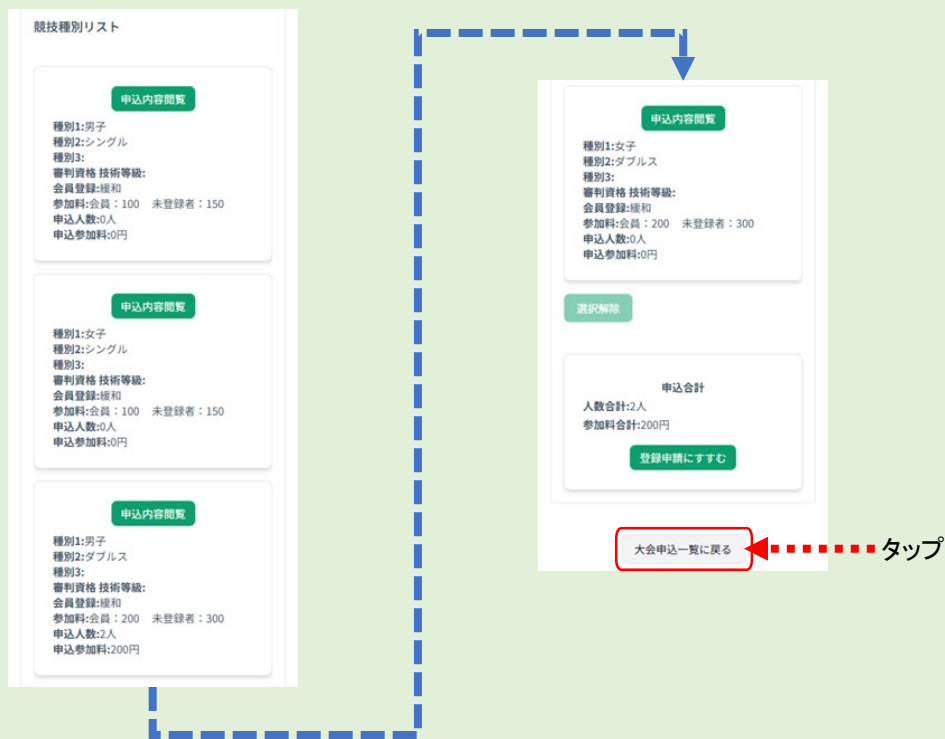 競技種別リスト
申込内容閲覧
種別1:男子
種別2:シングル
種別3:
審判資格 技術等級:
会員登録:緩和
参加料:会員：100　未登録者：150
申込人数:0人
申込参加料:0円
申込内容閲覧
種別1:女子
種別2:シングル
種別3:
審判資格 技術等級:
会員登録:緩和
参加料:会員：100　未登録者：150
申込人数:0人
申込参加料:0円
申込内容閲覧
種別1:男子
種別2:ダブルス
種別3:
審判資格 技術等級:
会員登録:緩和
参加料:会員：200　未登録者：300
申込人数:2人
申込参加料:200円
申込内容閲覧
種別1:女子
種別2:ダブルス
種別3:
審判資格 技術等級:
会員登録:緩和
参加料:会員：200　未登録者：300
申込人数:0人
申込参加料:0円
選択解除
申込合計
人数合計:2人
参加料合計:200円
登録申請にすすむ
大会申込一覧に戻る
タップ